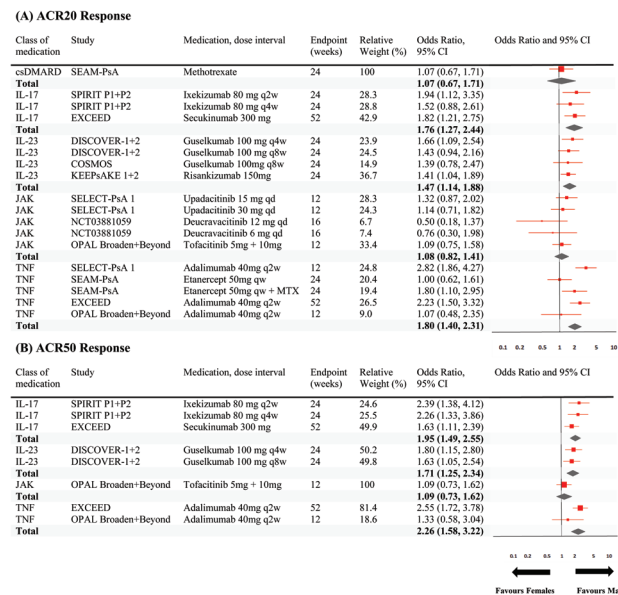 (A) ACR20 Response
Class of medication Study Medication, dose interval Endpoint (weeks) Relative Weight (%) Odds Ratio, 95% CI Odds Ratio and 95% CI
csDMARD SEAM-PsA Methotrexate 24 100 1.07 (0.67, 1.71)
Total 1.07 (0.67, 1.71)
IL-17 SPIRIT P1+P2 Ixekizumab 80 mg q2w 24 28.3 1.94 (1.12, 3.35)
IL-17 SPIRIT P1+P2 Ixekizumab 80 mg q4w 24 28.8 1.52 (0.88, 2.61)
IL-17 EXCEED Secukinumab 300 mg 52 42.9 1.82 (1.21, 2.75)
Total 1.76 (1.27, 2.44)
IL-23 DISCOVER-1+2 Guselkumab 100 mg q4w 24 23.9 1.66 (1.09, 2.54)
IL-23 DISCOVER-1+2 Guselkumab 100 mg q8w 24 24.5 1.43 (0.94, 2.16)
IL-23 COSMOS Guselkumab 100mg q8w 24 14.9 1.39 (0.78, 2.47)
IL-23 KEEPsAKE 1+2 Risankizumab 150mg 24 36.7 1.41 (1.04, 1.89)
Total 1.47 (1.14, 1.88)
JAK SELECT-PsA 1 Upadacitinib 15 mg qd 12 28.3 1.32 (0.87, 2.02)
JAK SELECT-PsA 1 Upadacitinib 30 mg qd 12 24.3 1.14 (0.71, 1.82)
JAK NCT03881059 Deucravacitinib 12 mg qd 16 6.7 0.50 (0.18, 1.37)
JAK NCT03881059 Deucravacitinib 6 mg qd 16 7.4 0.76 (0.30, 1.98)
JAK OPAL Broaden+Beyond Tofacitinib 5mg + 10mg 12 33.4 1.09 (0.75, 1.58)
Total 1.08 (0.82, 1.41)
TNF SELECT-PsA 1 Adalimumab 40mg q2w 12 24.8 2.82 (1.86, 4.27)
TNF SEAM-PsA Etanercept 50mg qw 24 20.4 1.00 (0.62, 1.61)
TNF SEAM-PsA Etanercept 50mg qw + MTX 24 19.4 1.80 (1.10, 2.95)
TNF EXCEED Adalimumab 40mg q2w 52 26.5 2.23 (1.50, 3.32)
TNF OPAL Broaden+Beyond Adalimumab 40mg q2w 12 9.0 1.07 (0.48, 2.35)
Total 1.80 (1.40, 2.31)
0.1 0.2 0.5 1 2 5 10
(B) ACR50 Response
Class of medication Study Medication, dose interval Endpoint (weeks) Relative Weight (%) Odds Ratio, 95% CI Odds Ratio and 95% CI
IL-17 SPIRIT P1+P2 Ixekizumab 80 mg q2w 24 24.6 2.39 (1.38, 4.12)
IL-17 SPIRIT P1+P2 Ixekizumab 80 mg q4w 24 25.5 2.26 (1.33, 3.86)
IL-17 EXCEED Secukinumab 300 mg 52 49.9 1.63 (1.11, 2.39)
Total 1.95 (1.49, 2.55)
IL-23 DISCOVER-1+2 Guselkumab 100 mg q4w 24 50.2 1.80 (1.15, 2.80)
IL-23 DISCOVER-1+2 Guselkumab 100 mg q8w 24 49.8 1.63 (1.05, 2.54)
Total 1.71 (1.25, 2.34)
JAK OPAL Broaden+Beyond Tofacitinib 5mg + 10mg 12 100 1.09 (0.73, 1.62)
Total 1.09 (0.73, 1.62)
TNF EXCEED Adalimumab 40mg q2w 52 81.4 2.55 (1.72, 3.78)
TNF OPAL Broaden+Beyond Adalimumab 40mg q2w 12 18.6 1.33 (0.58, 3.04)
Total 2.26 (1.58, 3.22)
0.1 0.2 0.5 1 2 5 10
Favours Females Favours Ma